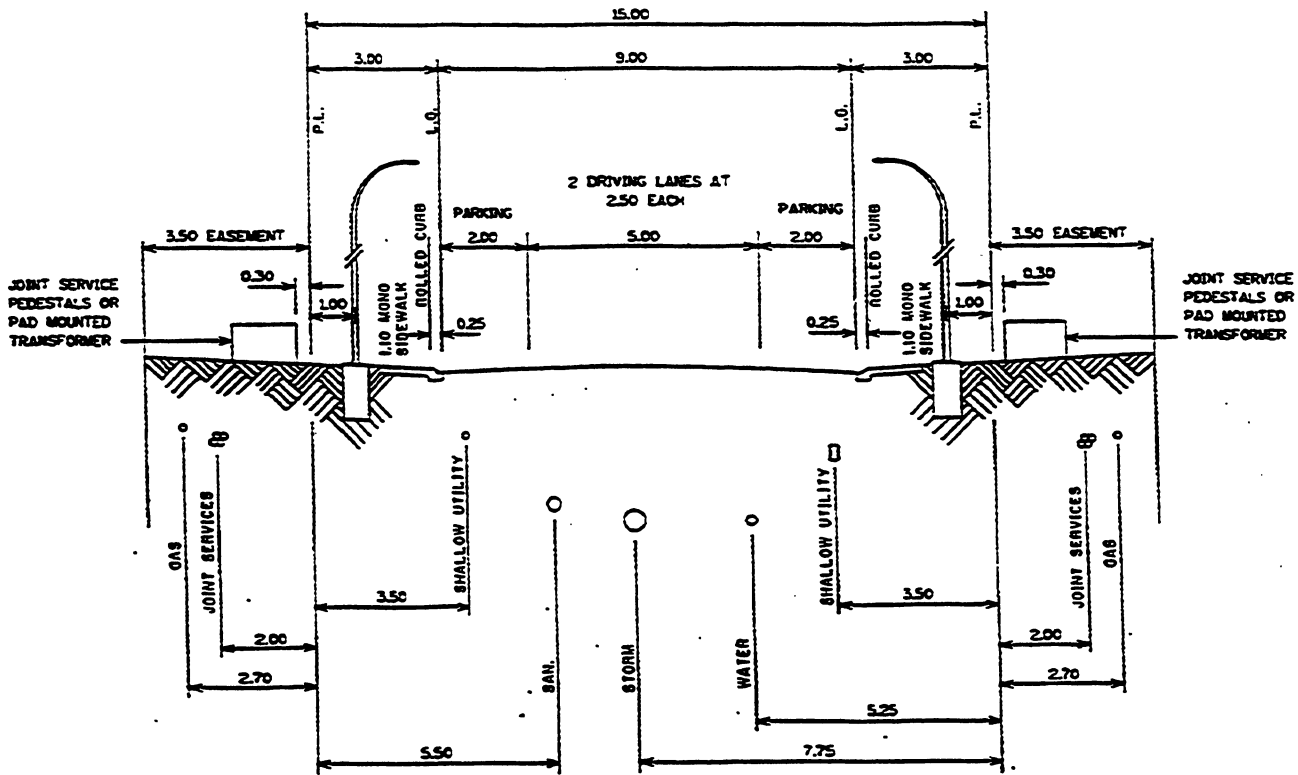 15.00
3.00
9.00
3.00
P.L.
L.O.
L.O.
P.L.
2 DRIVING LANES AT
2.50 EACH
PARKING
PARKING
3.50 EASEMENT
ROLLED CURB
2.00
5.00
2.00
ROLLED CURB
3.50 EASEMENT
JOINT SERVICE
PEDESTALS OR
PAD MOUNTED
TRANSFORMER
0.30
1.00
1.10 MONO
SIDEWALK
0.25
0.25
1.10 MONO
SIDEWALK
1.00
0.30
JOINT SERVICE
PEDESTALS OR
PAD MOUNTED
TRANSFORMER
GAS
JOINT SERVICES
SHALLOW UTILITY
SAN.
STORM
WATER
SHALLOW UTILITY
JOINT SERVICES
GAS
3.50
3.50
2.00
2.00
2.70
2.70
5.25
5.50
7.75